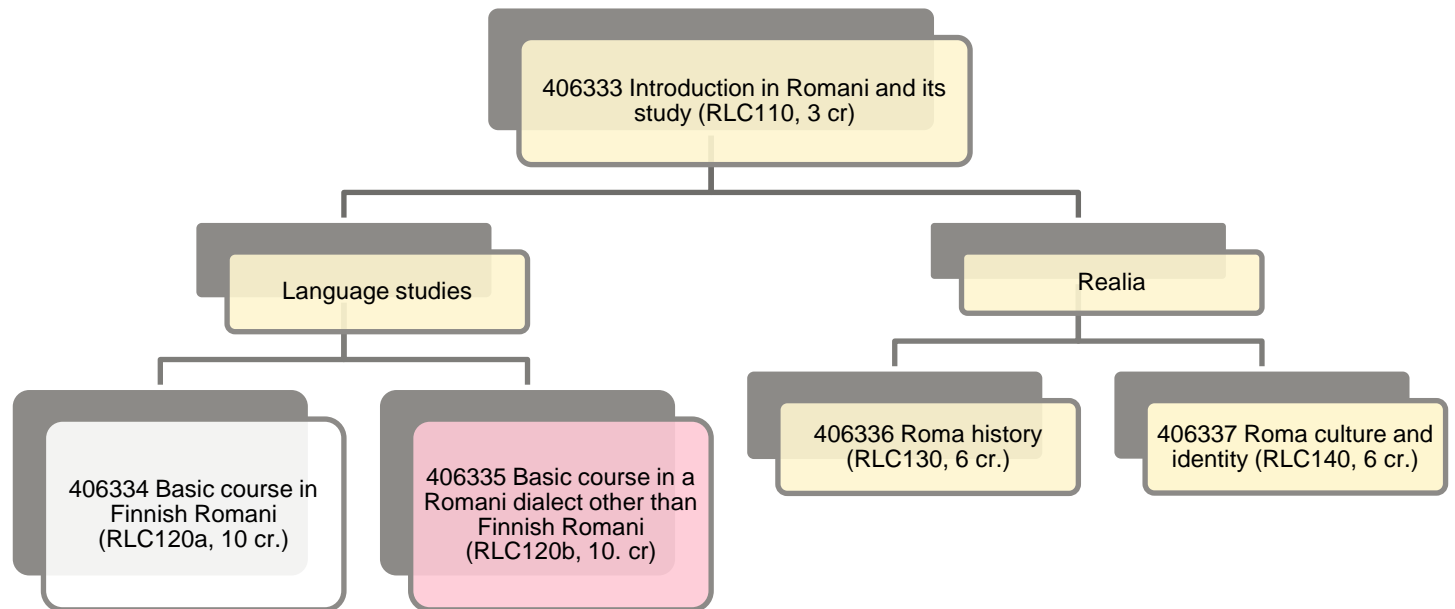 406333 Introduction in Romani and its
study (RLC110, 3 cr)
Language studies
Realia
406334 Basic course in
Finnish Romani
(RLC120a, 10 cr.)
406335 Basic course in a
Romani dialect other than
Finnish Romani
(RLC120b, 10. cr)
406336 Roma history
(RLC130, 6 cr.)
406337 Roma culture and
identity (RLC140, 6 cr.)